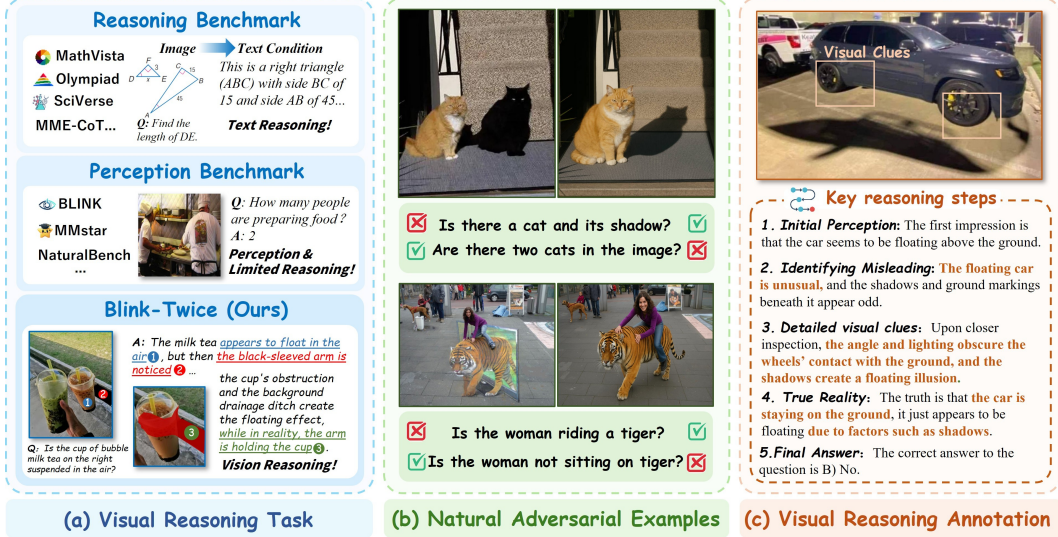 Reasoning Benchmark
MathVista
Olympiad
SciVerse
MME-CoT...
Image
Text Condition
F
3
D
x
E
C
15
B
45
A
Q: Find the
length of DE.
This is a right triangle
(ABC) with side BC of
15 and side AB of 45...
Text Reasoning!
Perception Benchmark
BLINK
MMstar
NaturalBench
...
Q: How many people
are preparing food ?
A: 2
Perception &
Limited Reasoning!
Blink-Twice (Ours)
1
2
Q: Is the cup of bubble
milk tea on the right
suspended in the air?
A: The milk tea appears to float in the
air 1, but then the black-sleeved arm is
noticed 2 ...
3
the cup's obstruction
and the background
drainage ditch create
the floating effect,
while in reality, the arm
is holding the cup 3.
Vision Reasoning!
(a) Visual Reasoning Task
Is there a cat and its shadow?
Are there two cats in the image?
Is the woman riding a tiger?
Is the woman not sitting on tiger?
(b) Natural Adversarial Examples
Visual Clues
Key reasoning steps
1. Initial Perception: The first impression is
that the car seems to be floating above the ground.
2. Identifying Misleading: The floating car
is unusual, and the shadows and ground markings
beneath it appear odd.
3. Detailed visual clues: Upon closer
inspection, the angle and lighting obscure the
wheels' contact with the ground, and the
shadows create a floating illusion.
4. True Reality: The truth is that the car is
staying on the ground, it just appears to be
floating due to factors such as shadows.
5.Final Answer: The correct answer to the
question is B) No.
(c) Visual Reasoning Annotation